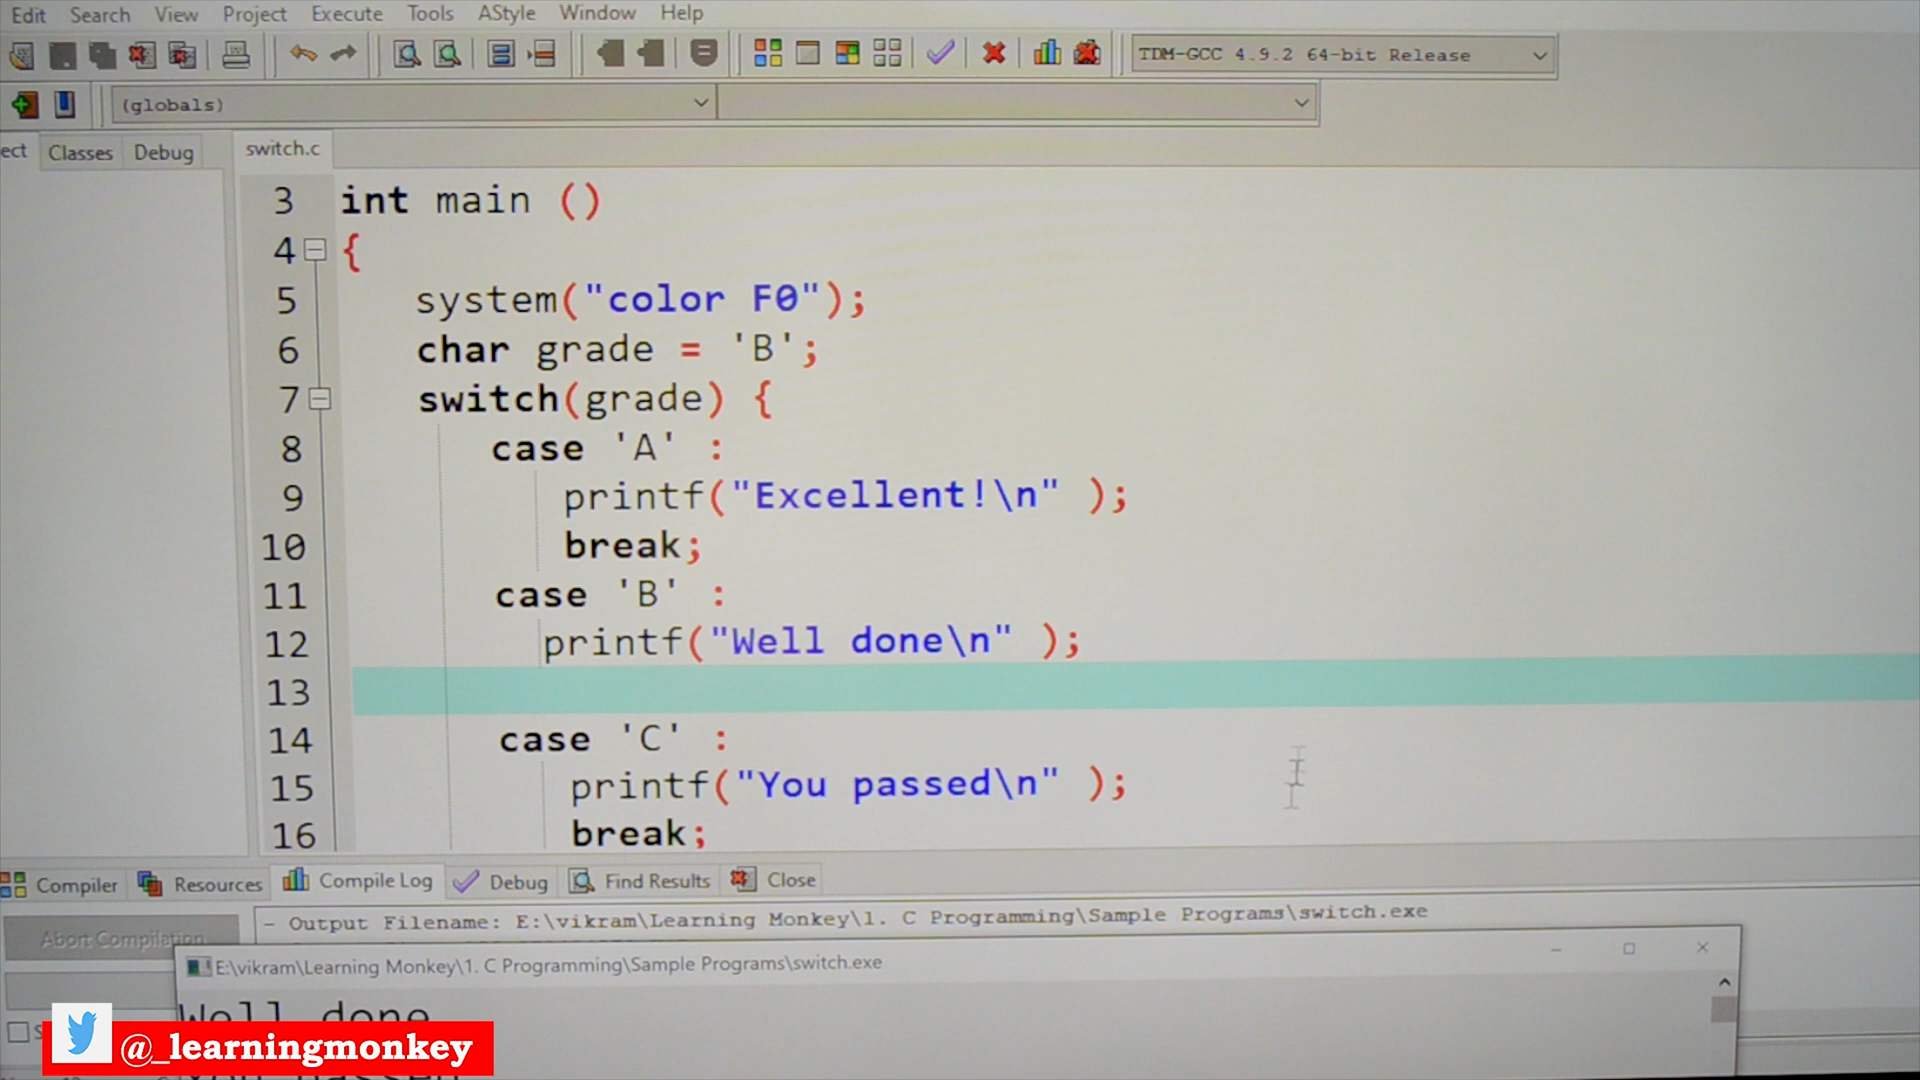 Edit Search View Project Execute Tools AStyle Window Help
TDM-GCC 4.9.2 64-bit Release
(globals)
ect Classes Debug switch.c
3 int main ()
4 {
5 system("color F0");
6 char grade = 'B';
7 switch(grade) {
8 case 'A' :
9 printf("Excellent!\n" );
10 break;
11 case 'B' :
12 printf("Well done\n" );
13
14 case 'C' :
15 printf("You passed\n" );
16 break;
Compiler Resources Compile Log Debug Find Results Close
- Output Filename: E:\vikram\Learning Monkey\1. C Programming\Sample Programs\switch.exe
Abort Compilation
E:\vikram\Learning Monkey\1. C Programming\Sample Programs\switch.exe
Well done
@_learningmonkey
You passed